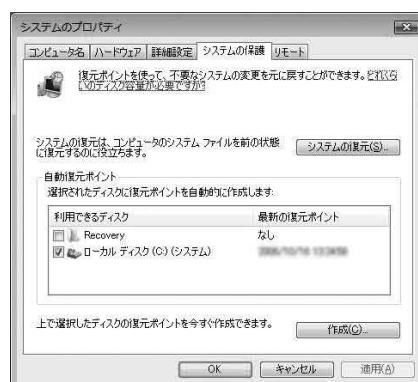 システムのプロパティ
コンピュータ名 ハードウェア 詳細設定 システムの保護 リモート
復元ポイントを使って、不要なシステムの変更を元に戻すことができます。どれくら
いのディスク容量が必要ですか?
システムの復元は、コンピュータのシステム ファイルを前の状態
に復元するのに役立ちます。
システムの復元(S)...
自動復元ポイント
選択されたディスクに復元ポイントを自動的に作成します:
利用できるディスク 最新の復元ポイント
Recovery なし
ローカル ディスク (C:) (システム)
上で選択したディスクの復元ポイントを今すぐ作成できます。
作成(C)...
OK キャンセル 適用(A)